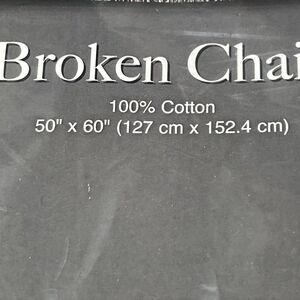 Broken Chai
100% Cotton
50" x 60" (127 cm x 152.4 cm)